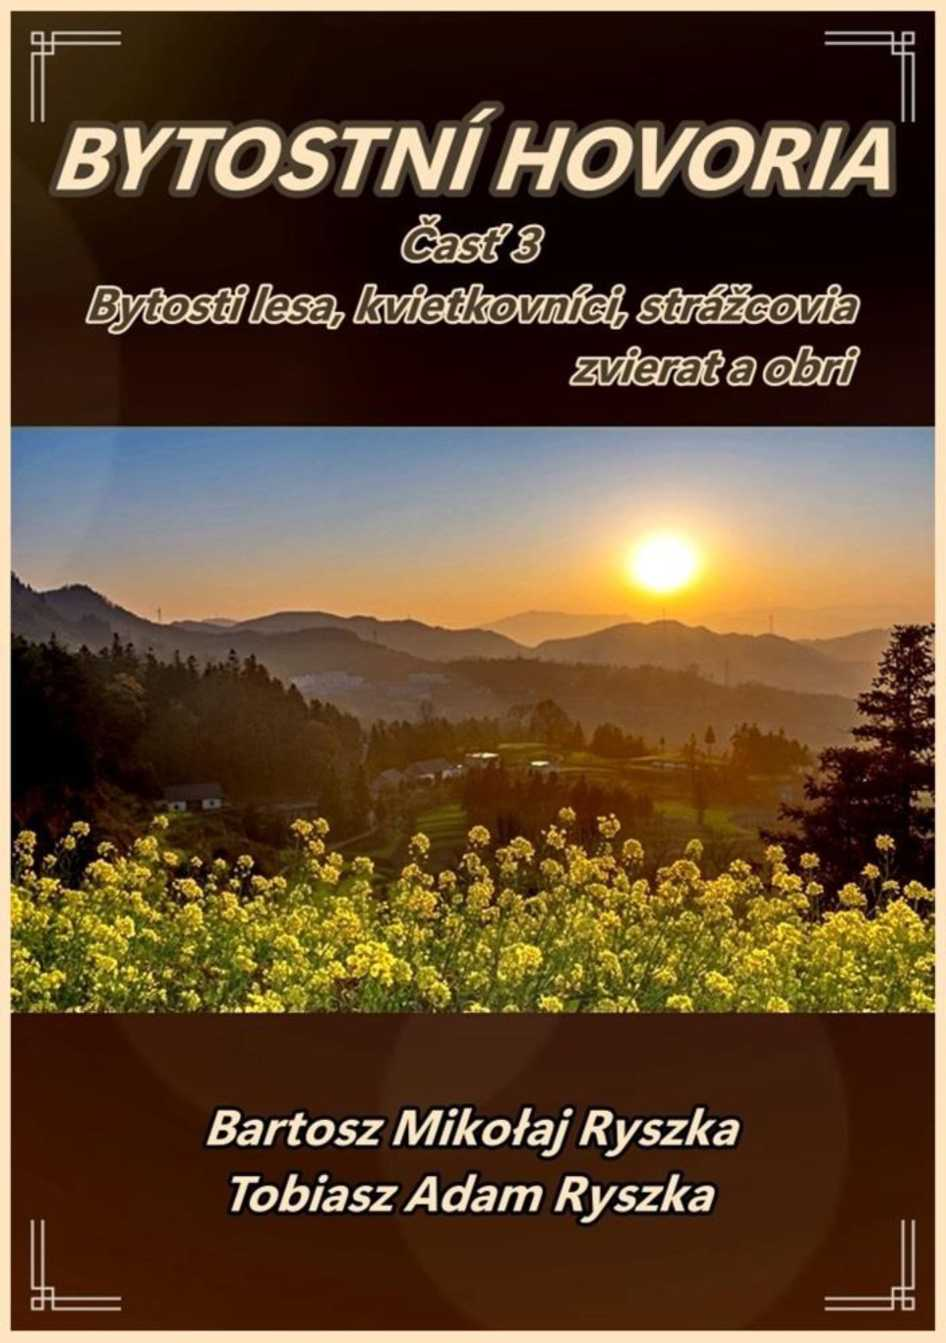 BYTOSTNÍ HOVORIA
Časť 3
Bytosti lesa, kvietkovníci, strážcovia
zvierat a obri
Bartosz Mikołaj Ryszka
Tobiasz Adam Ryszka